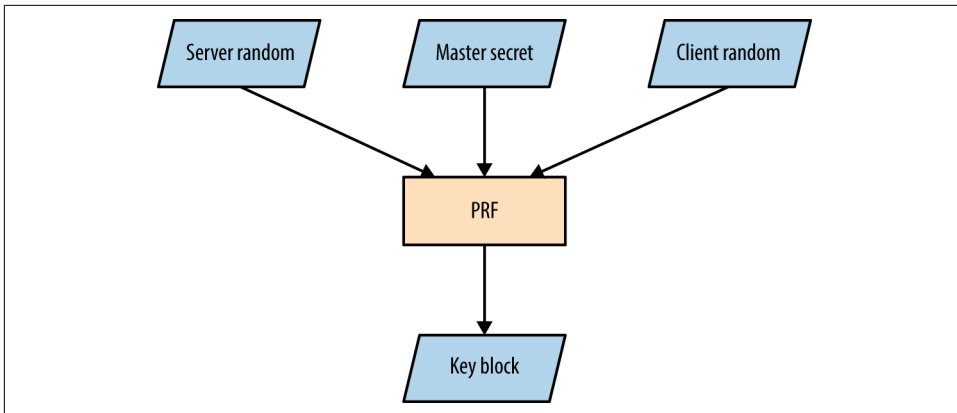 Server random
Master secret
Client random
PRF
Key block